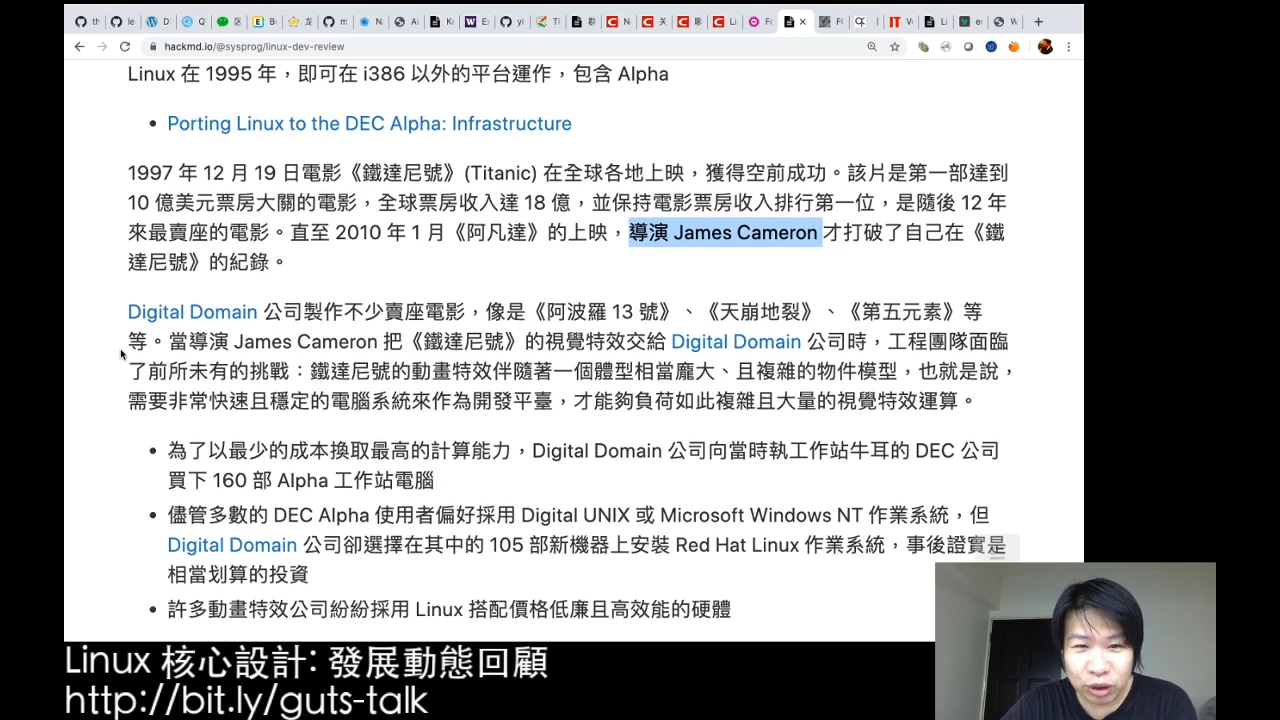 hackmd.io/@sysprog/linux-dev-review
Linux 在 1995 年，即可在 i386 以外的平台運作，包含 Alpha
• Porting Linux to the DEC Alpha: Infrastructure
1997 年 12 月 19 日電影《鐵達尼號》(Titanic) 在全球各地上映，獲得空前成功。該片是第一部達到
10 億美元票房大關的電影，全球票房收入達 18 億，並保持電影票房收入排行第一位，是隨後 12 年
來最賣座的電影。直至 2010 年 1 月《阿凡達》的上映，導演 James Cameron 才打破了自己在《鐵
達尼號》的紀錄。
Digital Domain 公司製作不少賣座電影，像是《阿波羅 13 號》、《天崩地裂》、《第五元素》等
等。當導演 James Cameron 把《鐵達尼號》的視覺特效交給 Digital Domain 公司時，工程團隊面臨
了前所未有的挑戰：鐵達尼號的動畫特效伴隨著一個體型相當龐大、且複雜的物件模型，也就是說，
需要非常快速且穩定的電腦系統來作為開發平臺，才能夠負荷如此複雜且大量的視覺特效運算。
• 為了以最少的成本換取最高的計算能力，Digital Domain 公司向當時執工作站牛耳的 DEC 公司
買下 160 部 Alpha 工作站電腦
• 儘管多數的 DEC Alpha 使用者偏好採用 Digital UNIX 或 Microsoft Windows NT 作業系統，但
Digital Domain 公司卻選擇在其中的 105 部新機器上安裝 Red Hat Linux 作業系統，事後證實是
相當划算的投資
• 許多動畫特效公司紛紛採用 Linux 搭配價格低廉且高效能的硬體
Linux 核心設計: 發展動態回顧
http://bit.ly/guts-talk